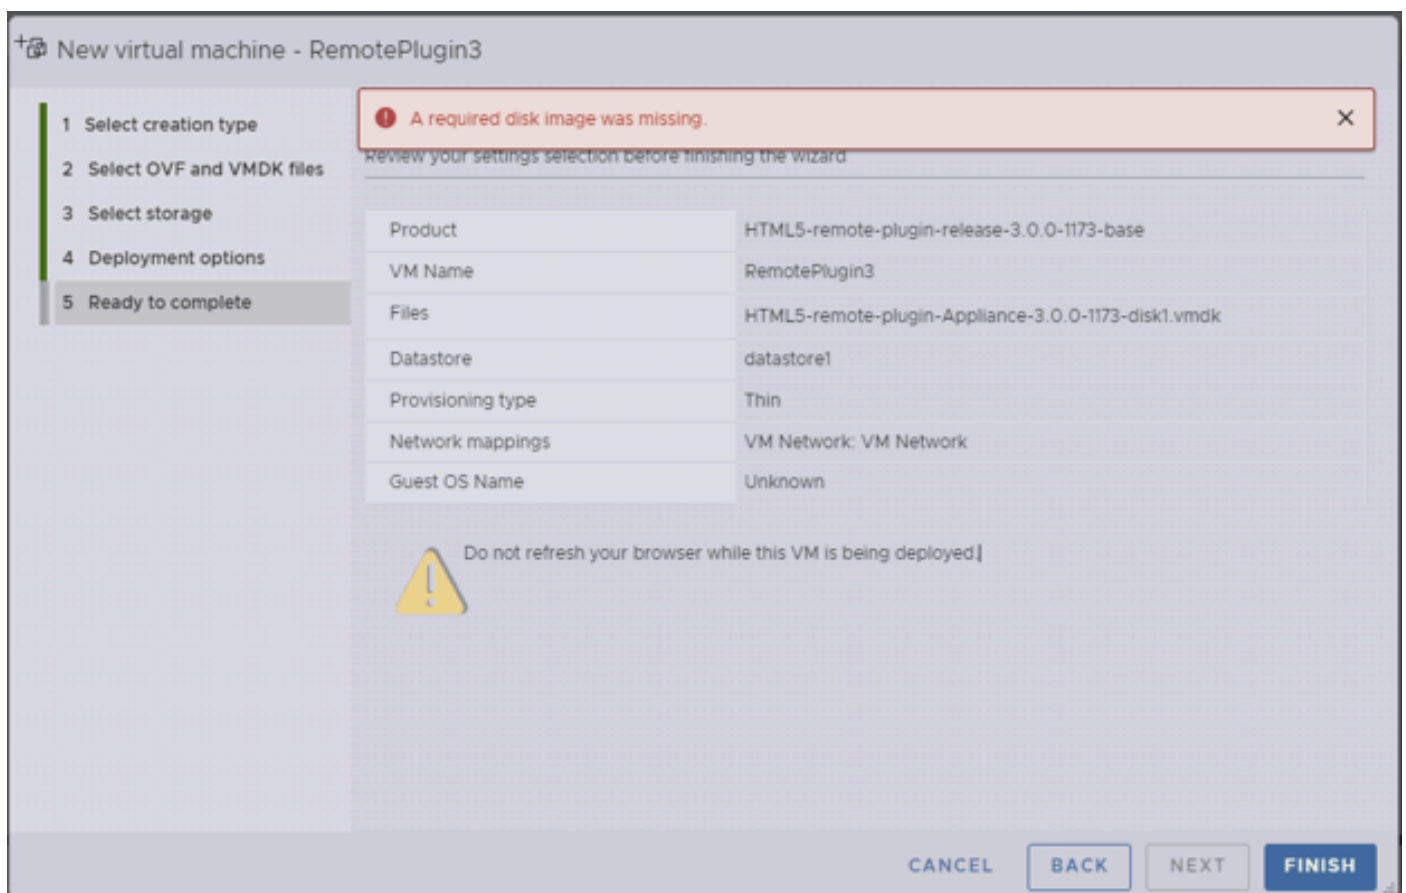 New virtual machine - RemotePlugin3
1 Select creation type
2 Select OVF and VMDK files
3 Select storage
4 Deployment options
5 Ready to complete
A required disk image was missing.
Review your settings selection before finishing the wizard
Product HTML5-remote-plugin-release-3.0.0-1173-base
VM Name RemotePlugin3
Files HTML5-remote-plugin-Appliance-3.0.0-1173-disk1.vmdk
Datastore datastore1
Provisioning type Thin
Network mappings VM Network: VM Network
Guest OS Name Unknown
Do not refresh your browser while this VM is being deployed.
CANCEL BACK NEXT FINISH